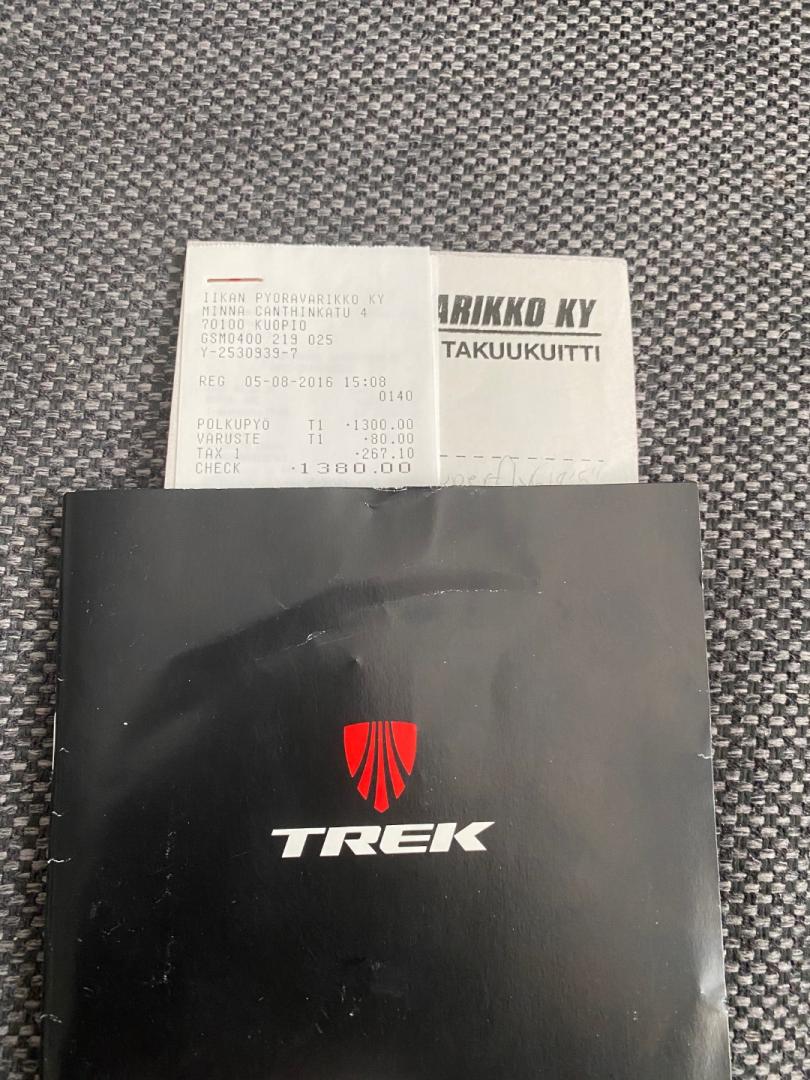 IIKAN PYORAVARIKKO KY
MINNA CANTHINKATU 4
70100 KUOPIO
GSM0400 219 025
Y-2530939-7
REG 05-08-2016 15:08
0140
POLKUPYÖ T1 ·1300.00
VARUSTE T1 ·80.00
TAX 1 ·267.10
CHECK ·1380.00
ARIKKO KY
TAKUUKUITTI
TREK